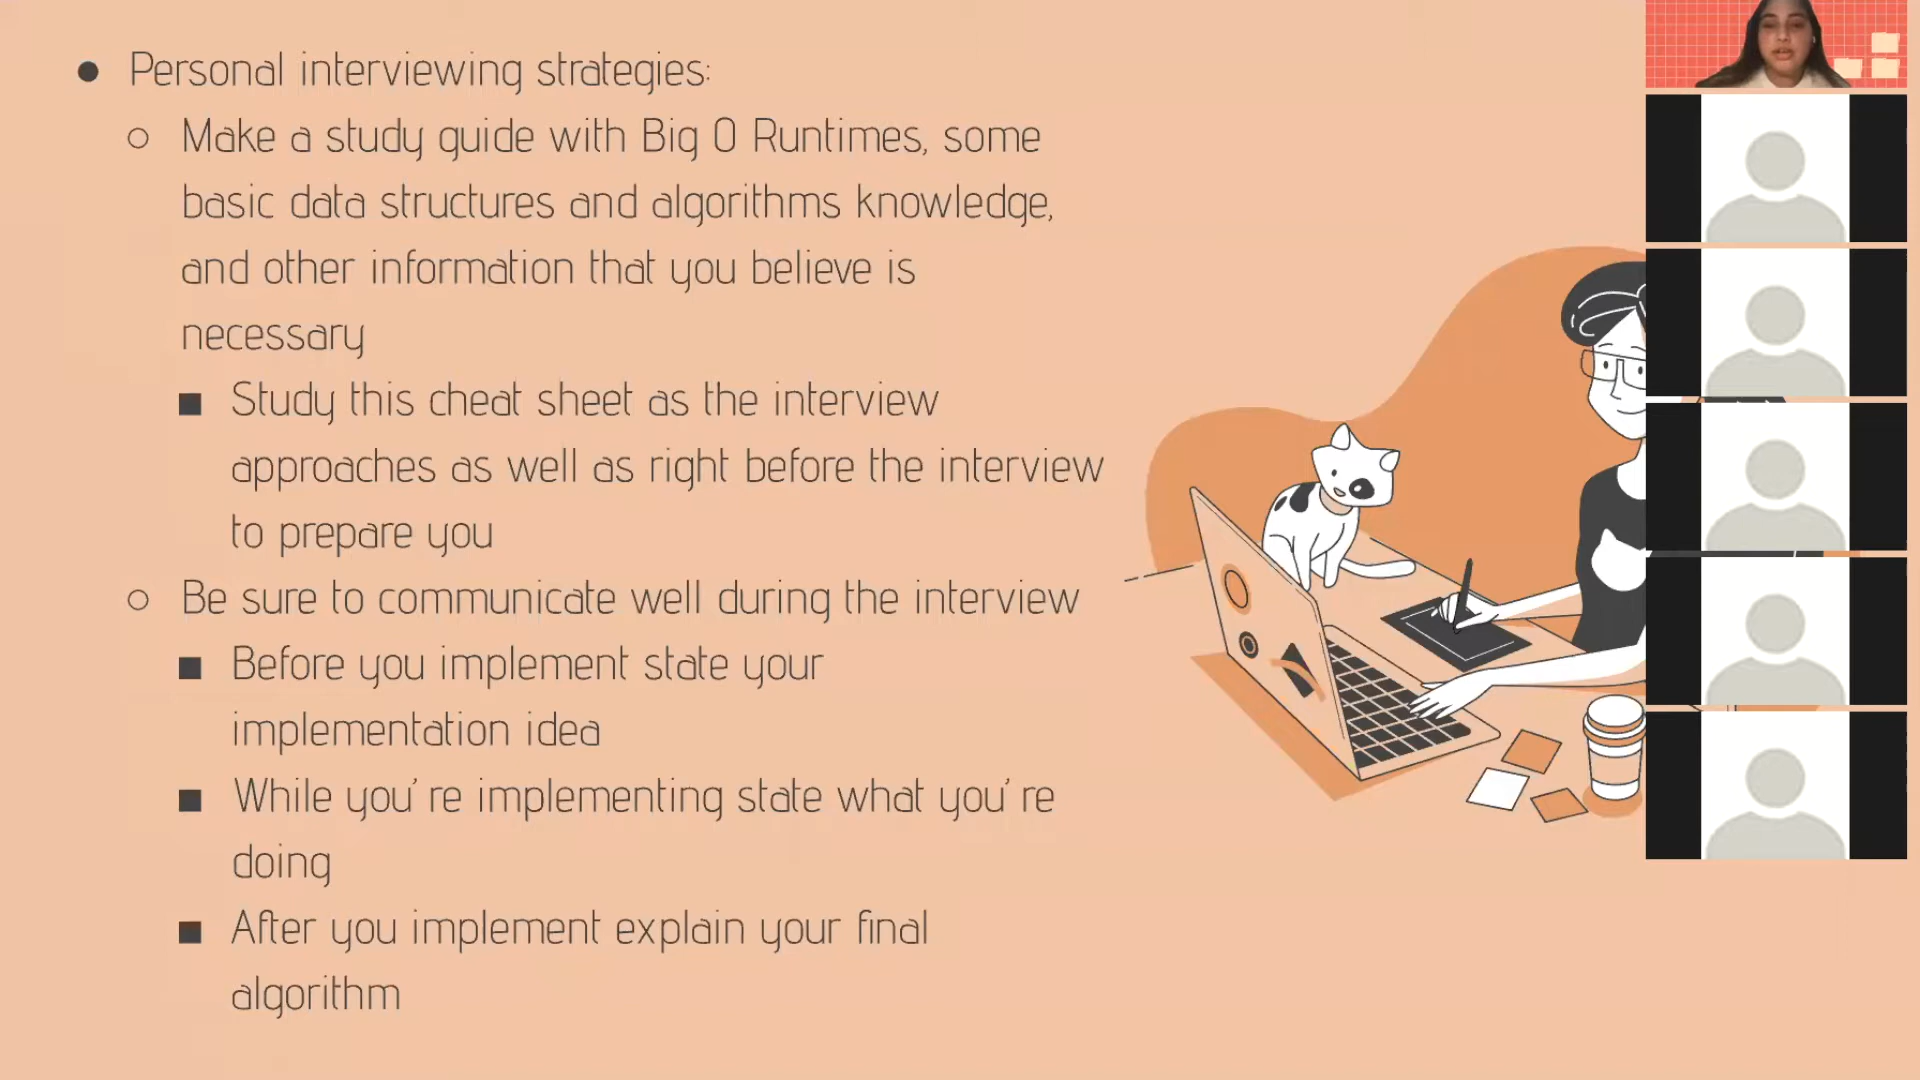 Personal interviewing strategies:
Make a study guide with Big O Runtimes, some
basic data structures and algorithms knowledge,
and other information that you believe is
necessary
Study this cheat sheet as the interview
approaches as well as right before the interview
to prepare you
Be sure to communicate well during the interview
Before you implement state your
implementation idea
While you're implementing state what you're
doing
After you implement explain your final
algorithm